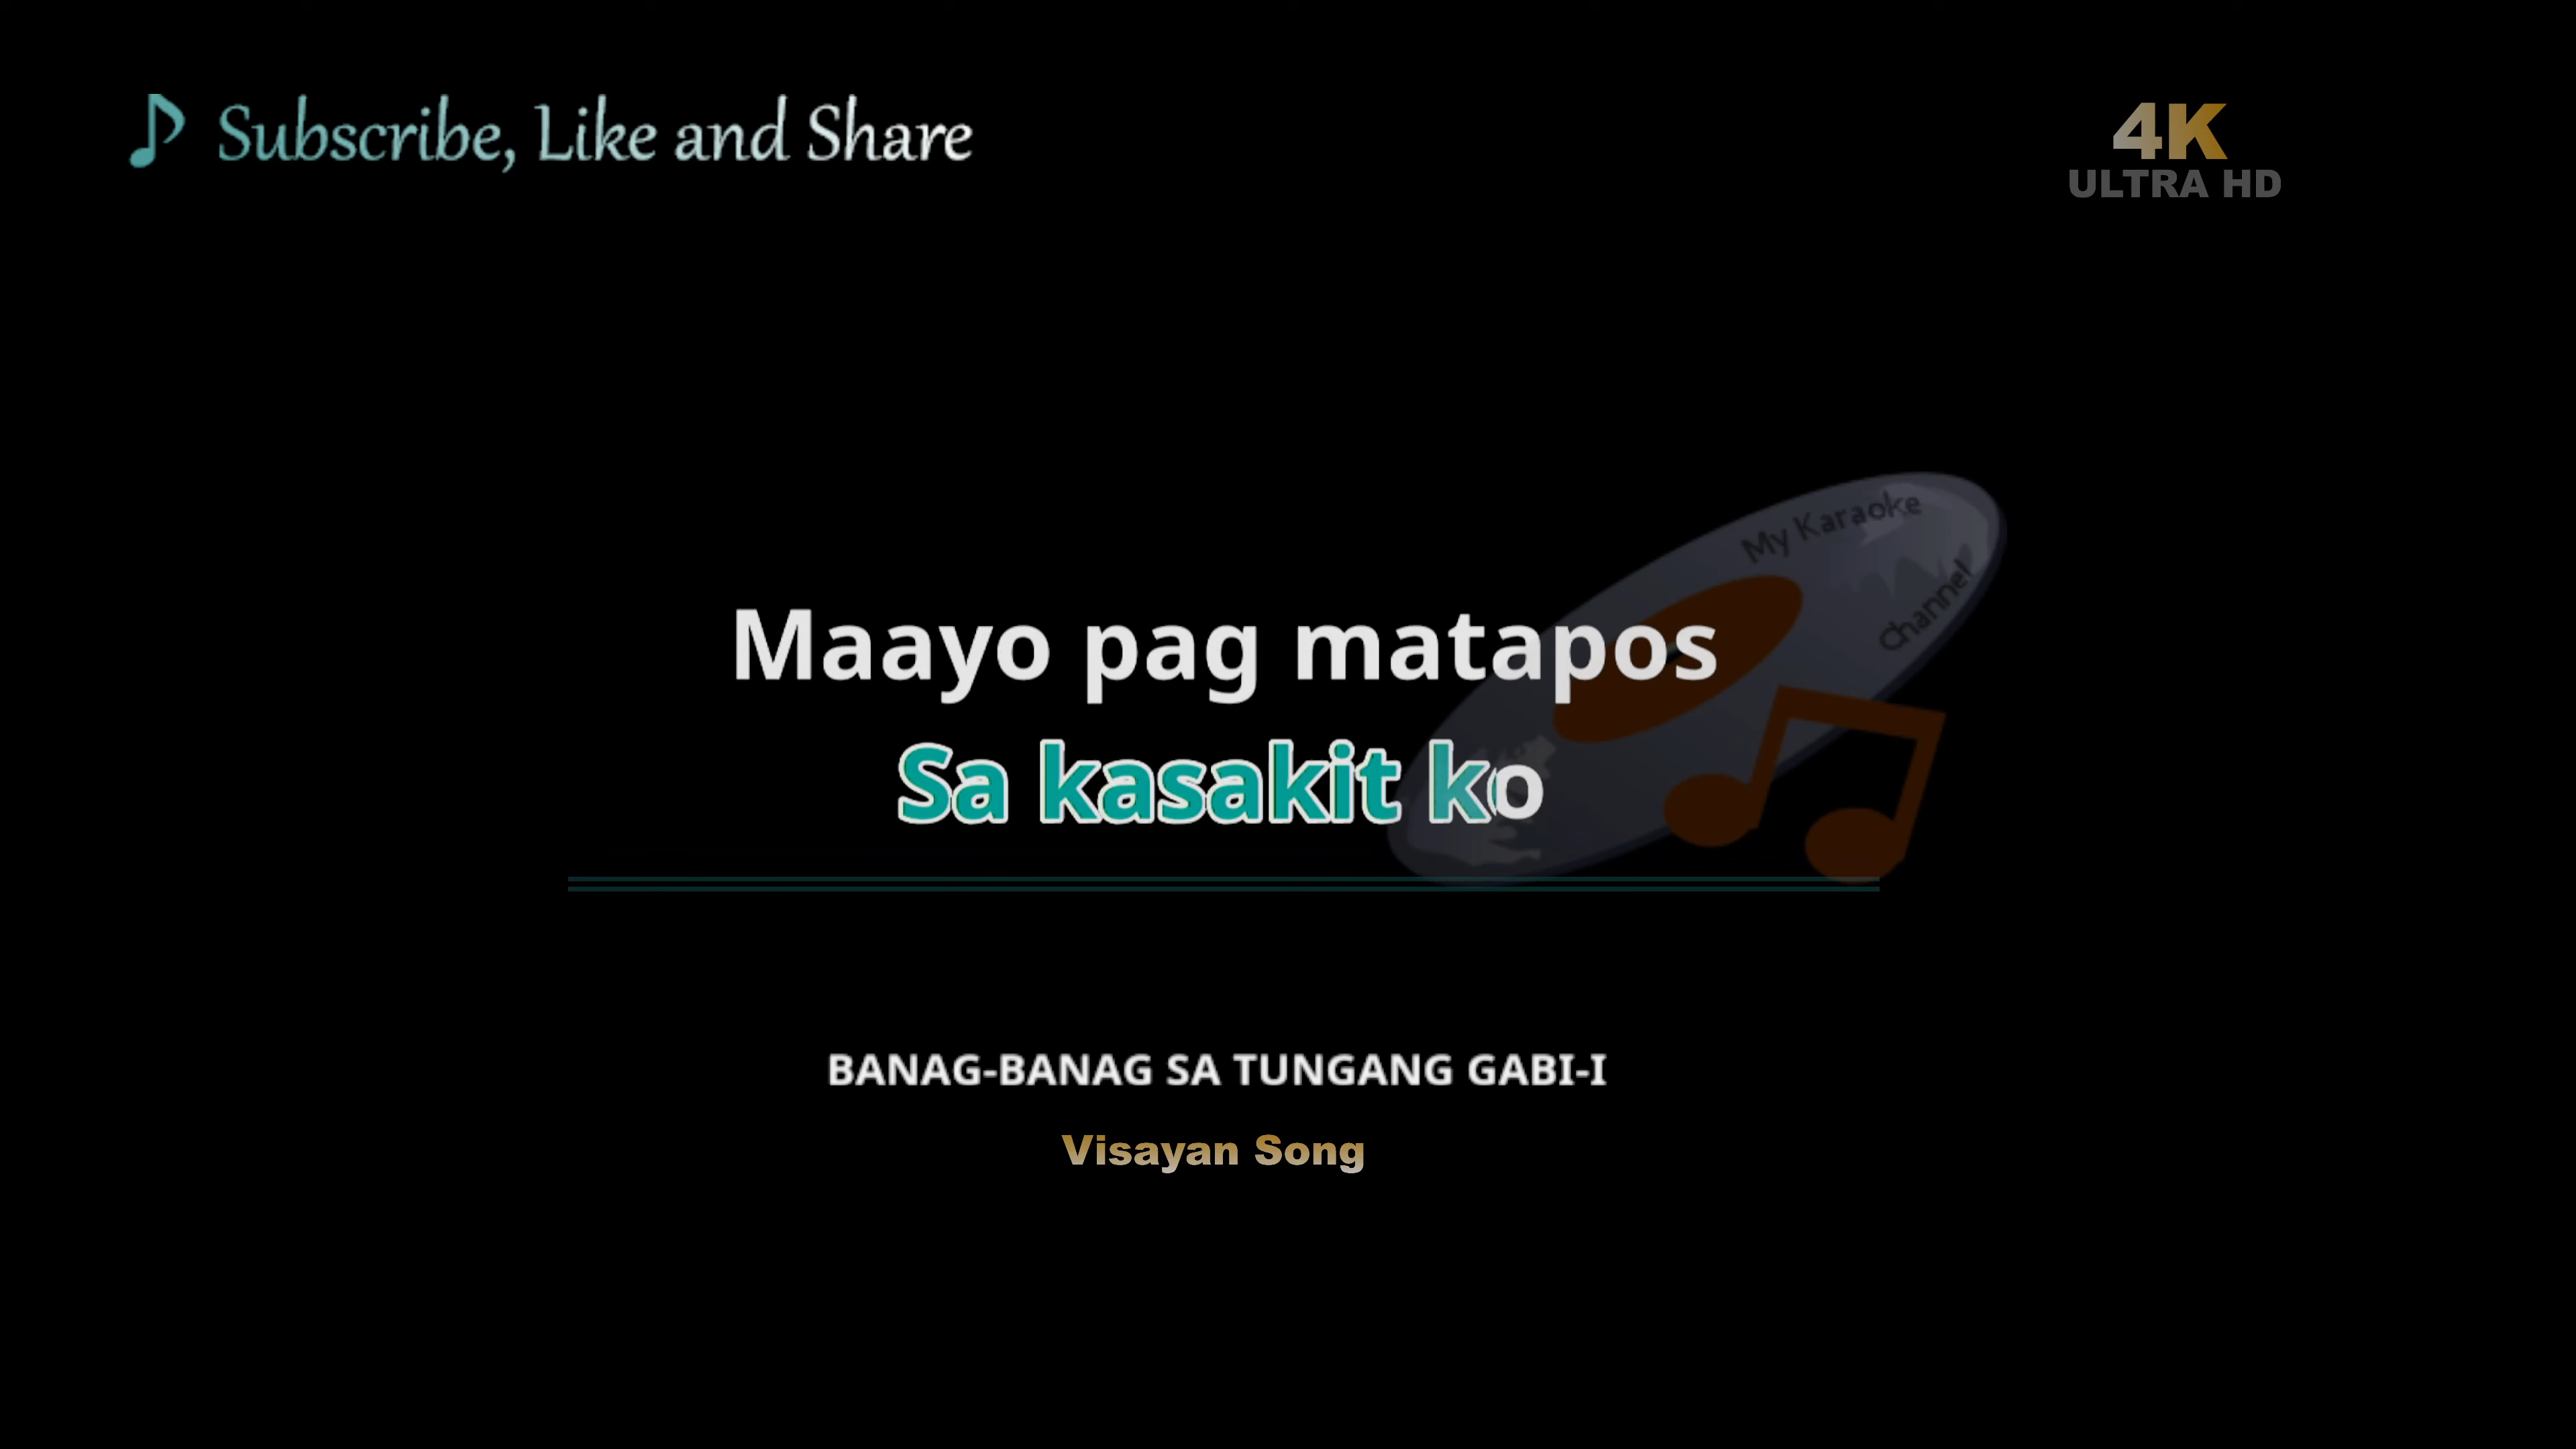 Subscribe, Like and Share
4K
ULTRA HD
My Karaoke
channel
Maayo pag matapos
Sa kasakit ko
BANAG-BANAG SA TUNGANG GABI-I
Visayan Song